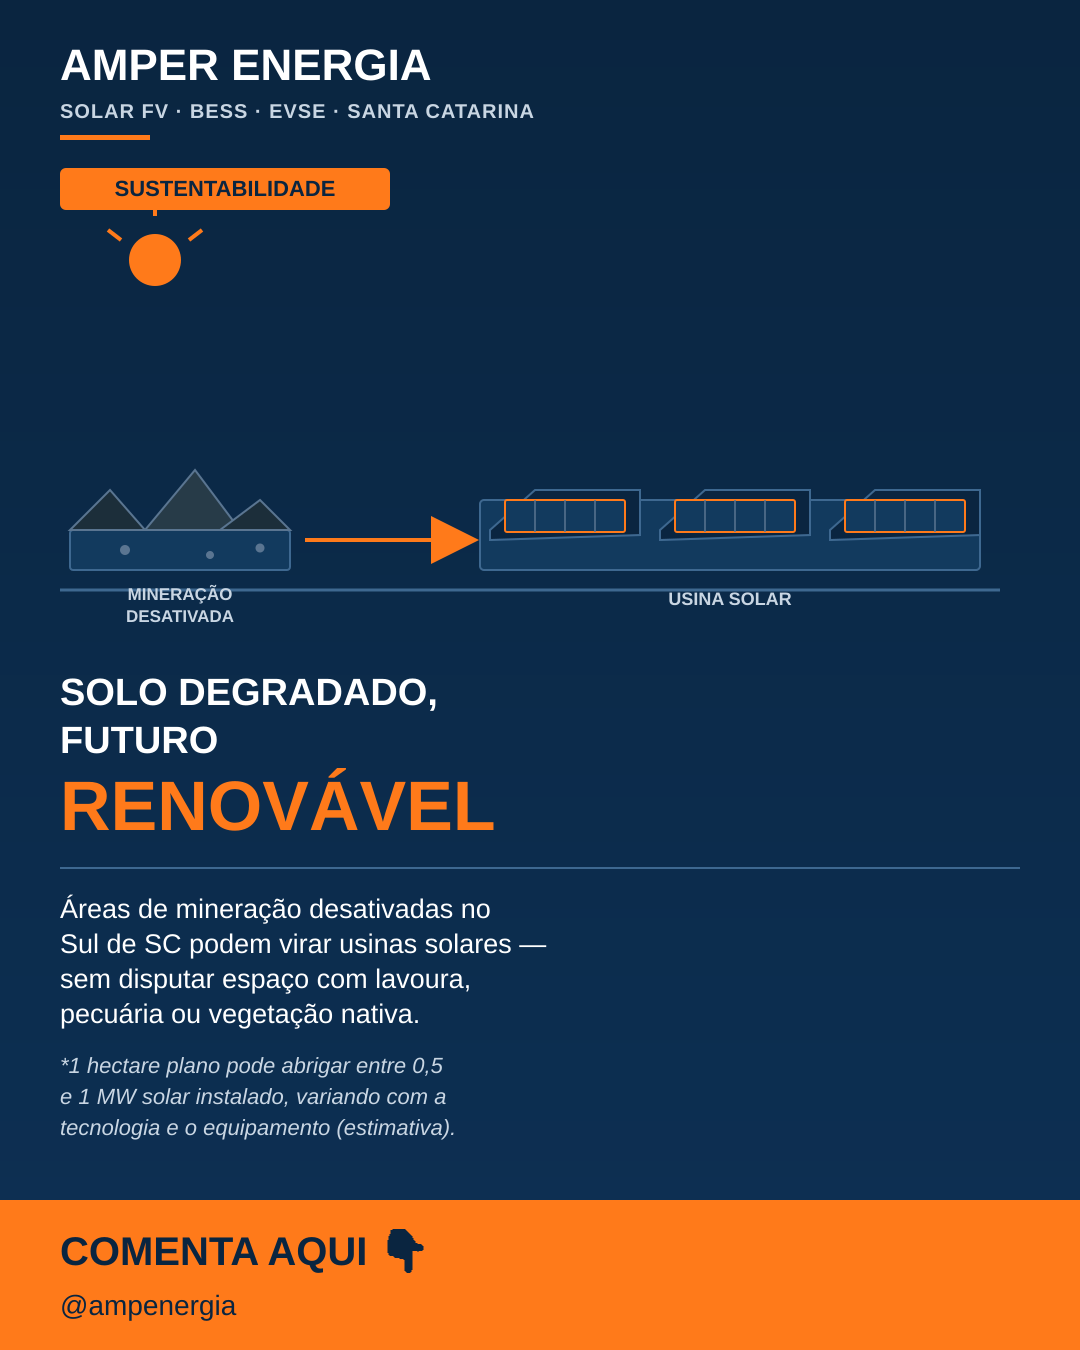 AMPER ENERGIA
SOLAR FV · BESS · EVSE · SANTA CATARINA
SUSTENTABILIDADE
MINERAÇÃO
DESATIVADA
USINA SOLAR
SOLO DEGRADADO,
FUTURO
RENOVÁVEL
Áreas de mineração desativadas no
Sul de SC podem virar usinas solares —
sem disputar espaço com lavoura,
pecuária ou vegetação nativa.
*1 hectare plano pode abrigar entre 0,5
e 1 MW solar instalado, variando com a
tecnologia e o equipamento (estimativa).
COMENTA AQUI 👇
@ampenergia